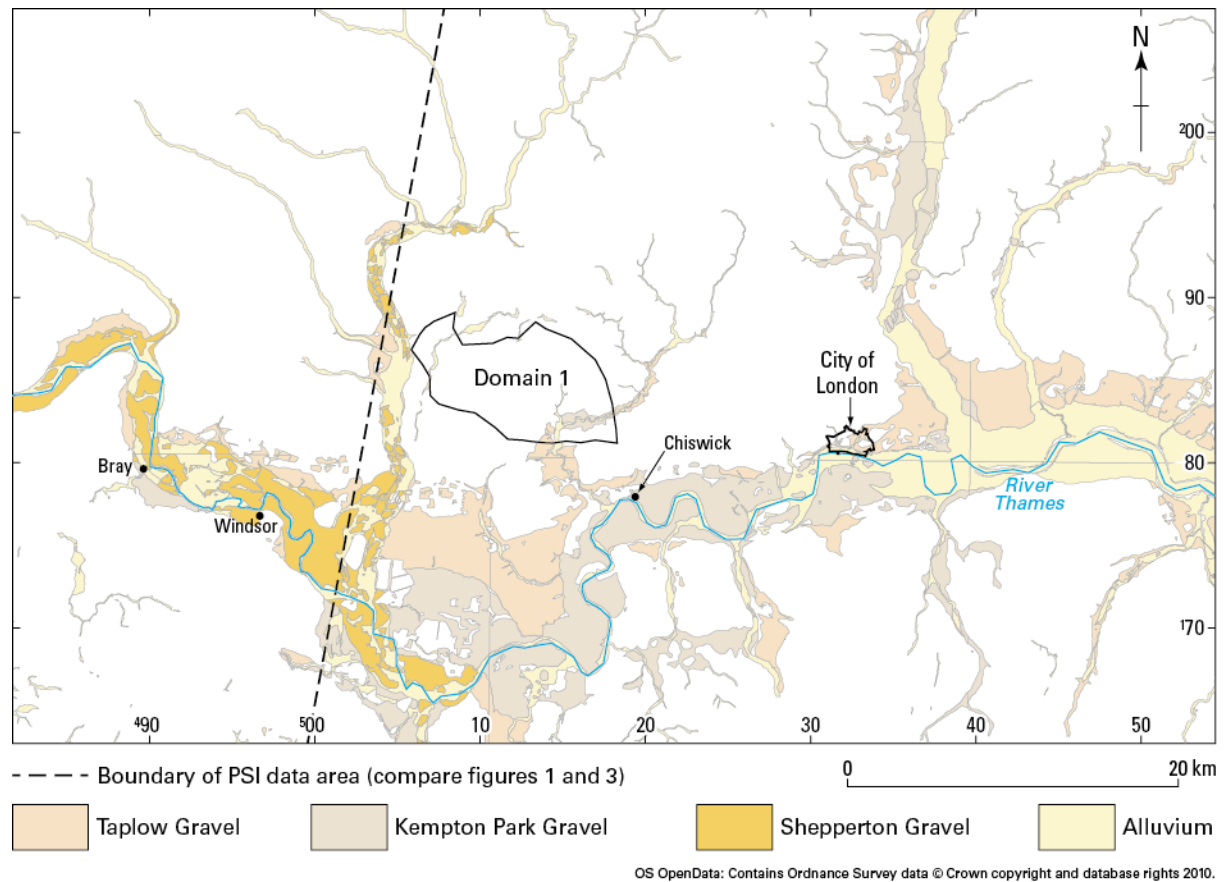 N
²00
90
City of
London
Domain 1
Chiswick
Bray
80
River
Thames
Windsor
70
⁴90
⁵00
10
20
30
40
50
Boundary of PSI data area (compare figures 1 and 3)
0
20 km
Taplow Gravel
Kempton Park Gravel
Shepperton Gravel
Alluvium
OS OpenData: Contains Ordnance Survey data © Crown copyright and database rights 2010.